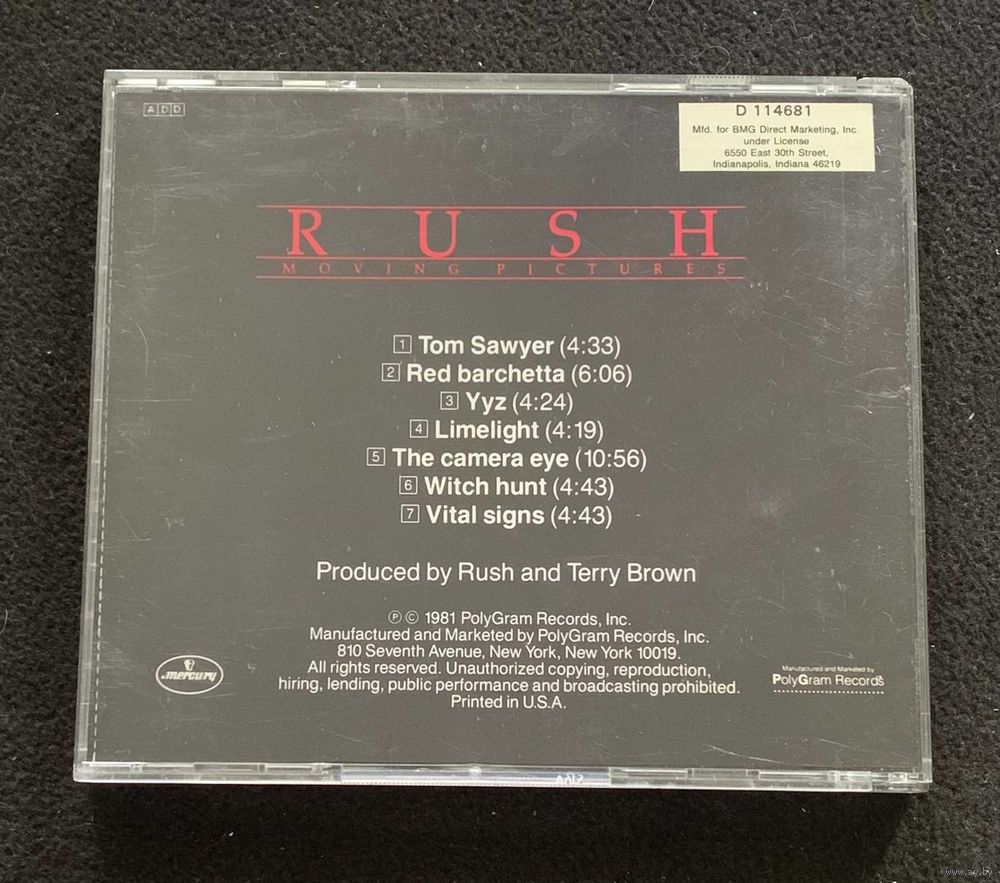 A D D
D 114681
Mfd. for BMG Direct Marketing, Inc.
under License
6550 East 30th Street,
Indianapolis, Indiana 46219
RUSH
MOVING PICTURES
1 Tom Sawyer (4:33)
2 Red barchetta (6:06)
3 Yyz (4:24)
4 Limelight (4:19)
5 The camera eye (10:56)
6 Witch hunt (4:43)
7 Vital signs (4:43)
Produced by Rush and Terry Brown
℗ © 1981 PolyGram Records, Inc.
Manufactured and Marketed by PolyGram Records, Inc.
810 Seventh Avenue, New York, New York 10019.
All rights reserved. Unauthorized copying, reproduction,
hiring, lending, public performance and broadcasting prohibited.
Printed in U.S.A.
mercury
Manufactured and Marketed by
PolyGram Records
www.ay.by